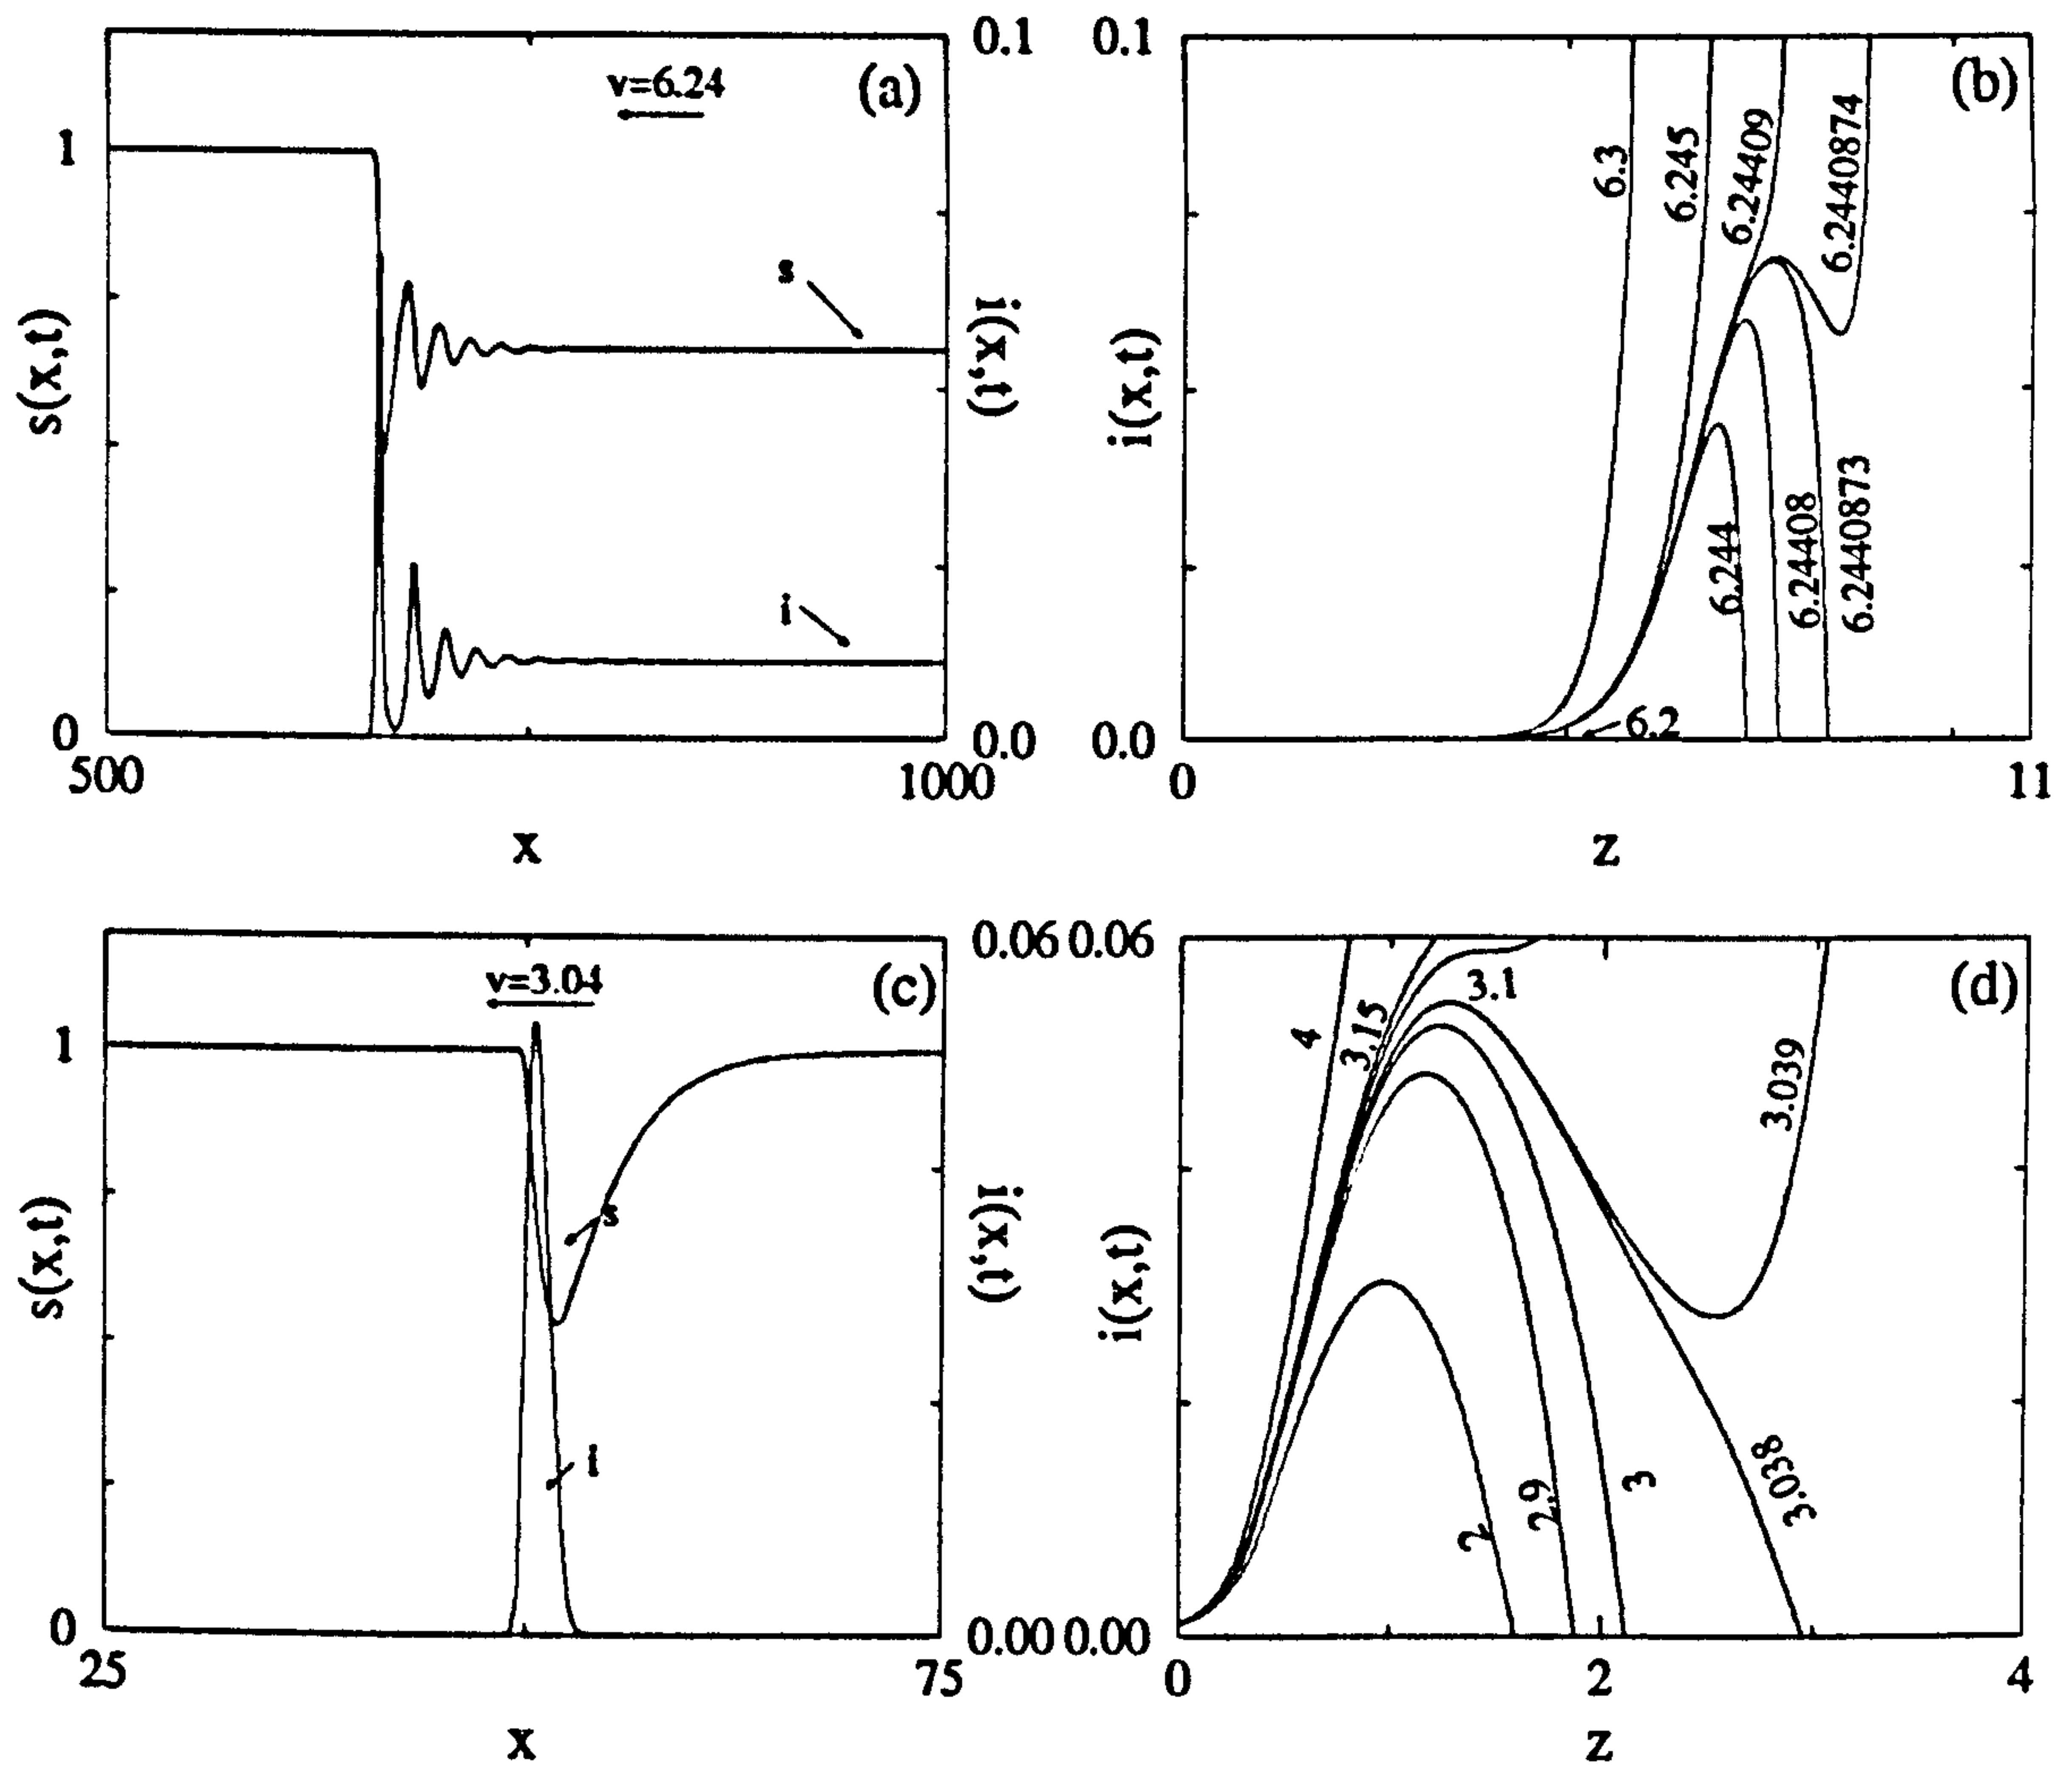 0.1 0.1
v=6.24 (a) (b)
1
6.3
6.245
6.24409
6.2440874
s
s(x,t)
i(x,t)
i(x,t)
6.244
6.24408
6.2440873
i
6.2
0 0.0 0.0
500 1000 0 11
x z
0.06 0.06
v=3.04 (c) (d)
3.1
1
4
3.15
3.039
s
s(x,t)
i(x,t)
i(x,t)
i
2
2.9
3
3.038
0 0.00 0.00
25 75 0 2 4
x z